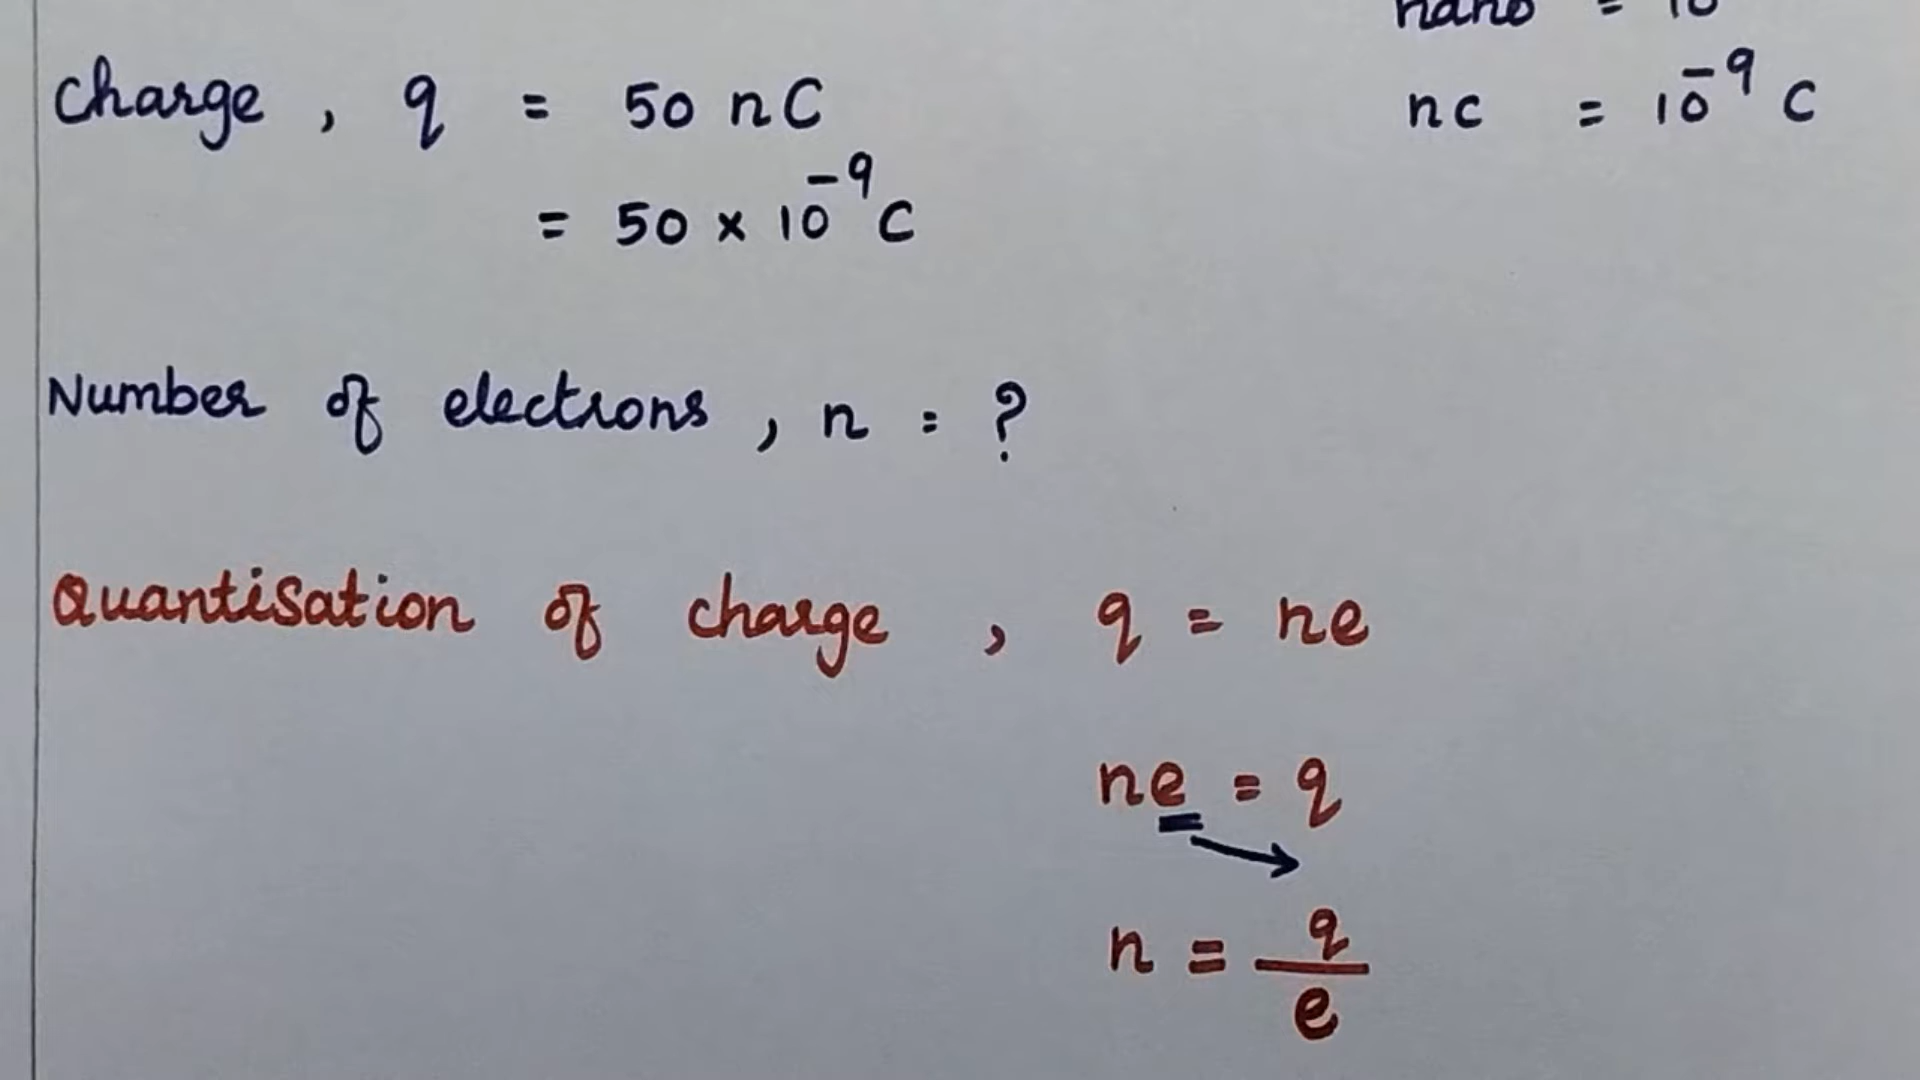 nano = 10
Charge, q = 50 nC
nc = 10⁻⁹ C
= 50 × 10⁻⁹ C
Number of electrons, n = ?
Quantisation of charge, q = ne
ne = q
n = q/e